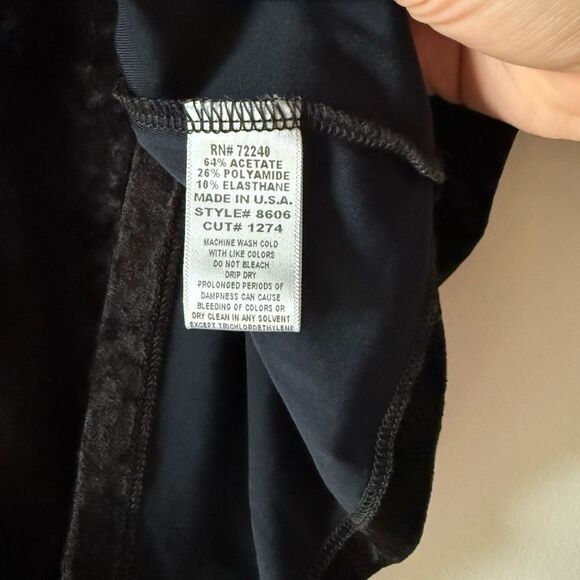 RN# 72240
64% ACETATE
26% POLYAMIDE
10% ELASTHANE
MADE IN U.S.A.
STYLE# 8606
CUT# 1274
MACHINE WASH COLD
WITH LIKE COLORS
DO NOT BLEACH
DRIP DRY
PROLONGED PERIODS OF
DAMPNESS CAN CAUSE
BLEEDING OF COLORS OR
DRY CLEAN IN ANY SOLVENT
EXCEPT TRICHLOROETHYLENE